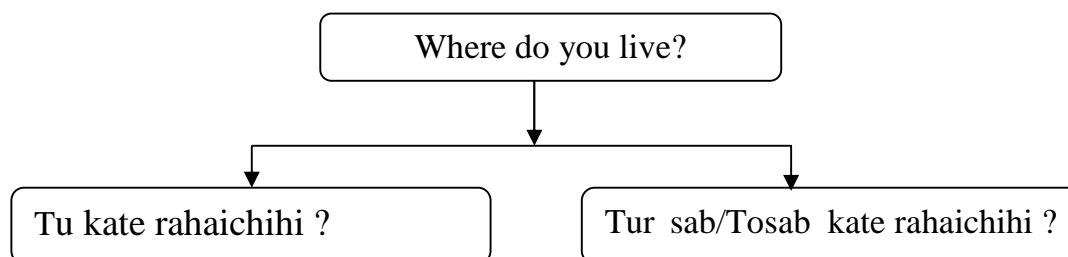 Where do you live?
Tu kate rahaichihi ?
Tur sab/Tosab kate rahaichihi ?